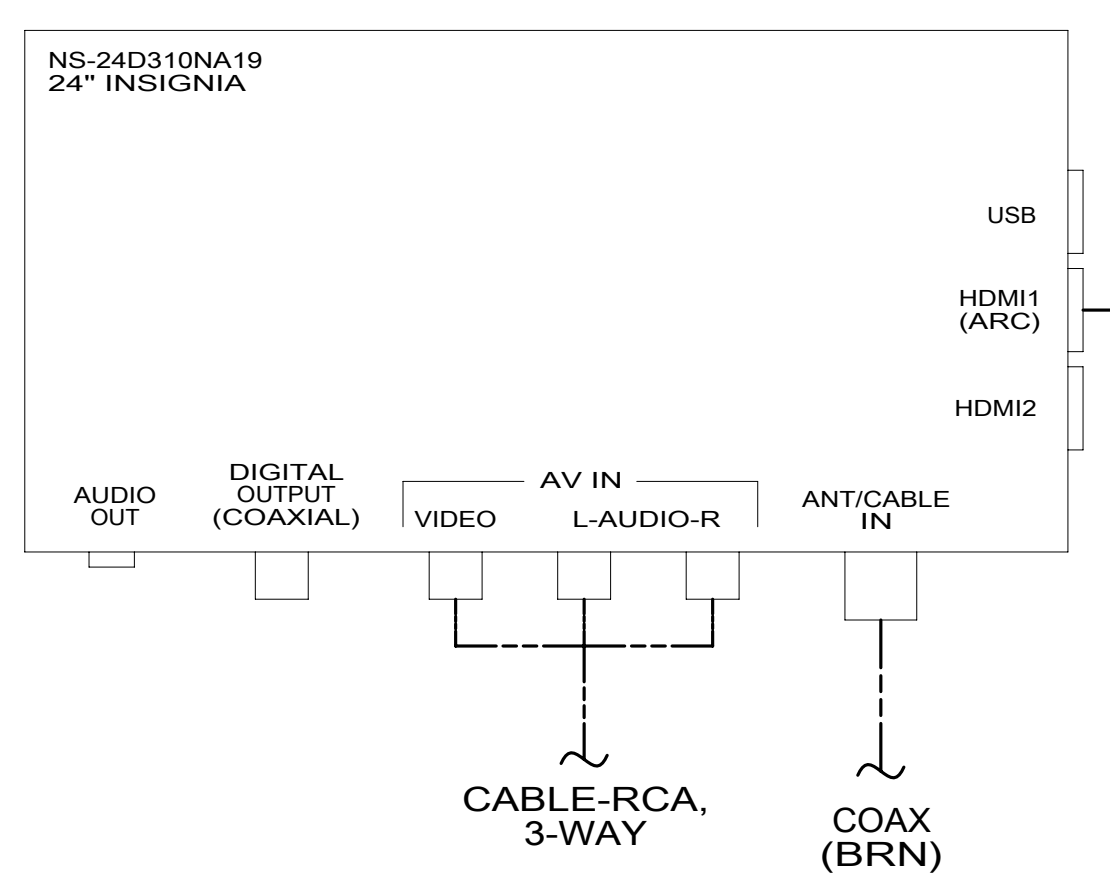 NS-24D310NA19
24" INSIGNIA
USB
HDMI1
(ARC)
HDMI2
AUDIO
OUT
DIGITAL
OUTPUT
(COAXIAL)
AV IN
VIDEO
L-AUDIO-R
ANT/CABLE
IN
CABLE-RCA,
3-WAY
COAX
(BRN)